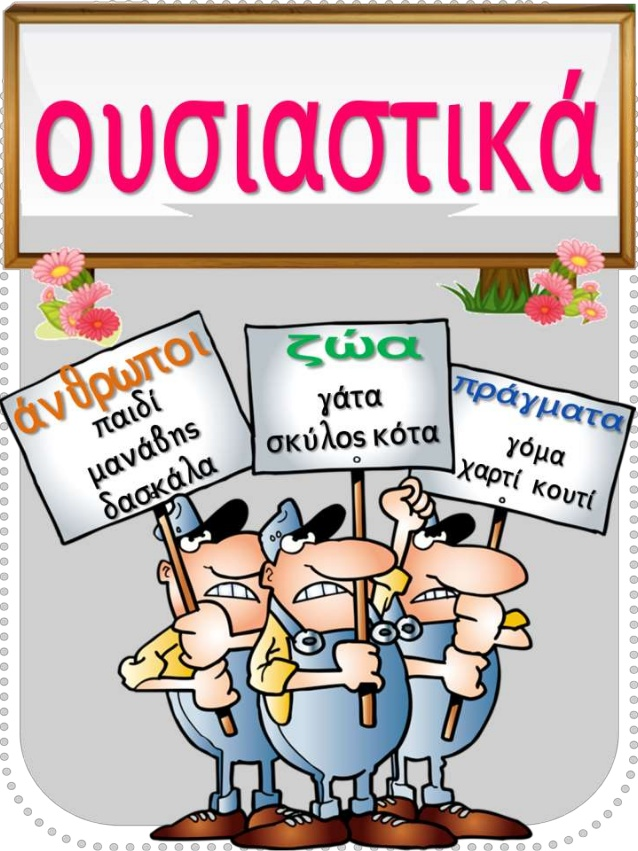 ουσιαστικά
άνθρωποι
παιδί
μανάβης
δασκάλα
ζώα
γάτα
σκύλος κότα
πράγματα
γόμα
χαρτί κουτί